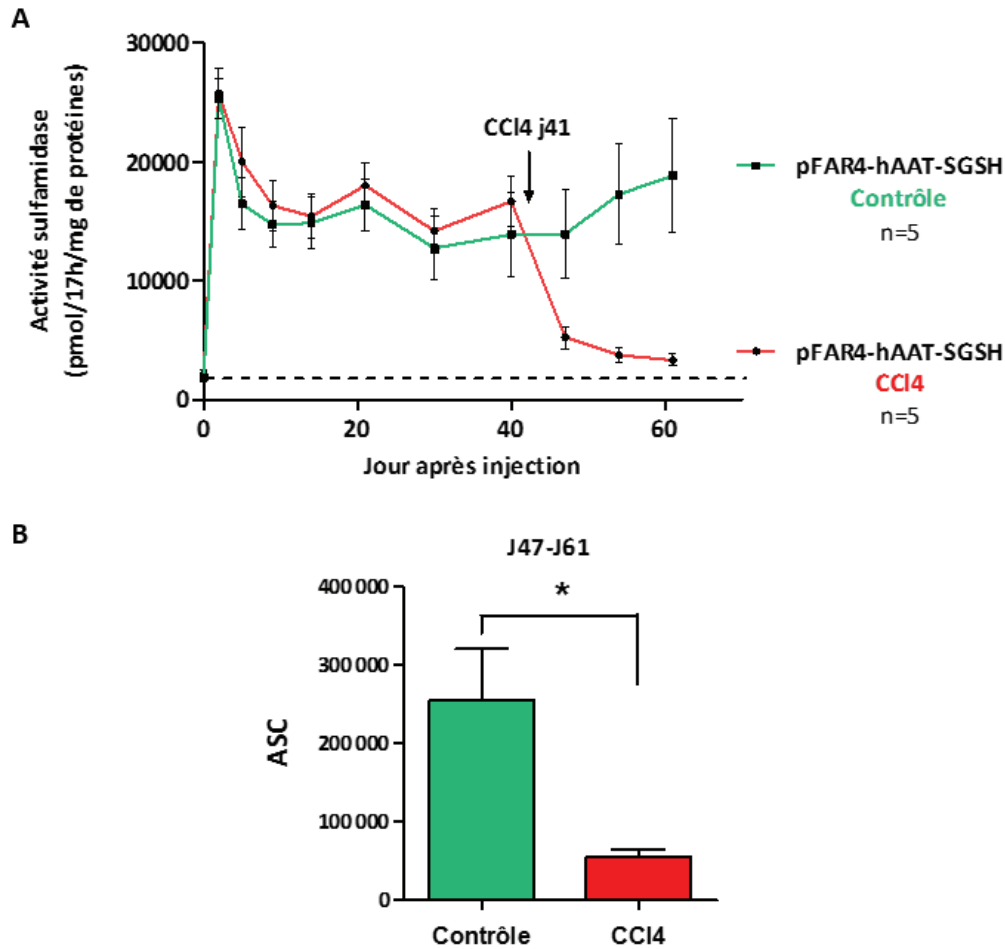 A
30000
20000
10000
0
Activité sulfamidase
(pmol/17h/mg de protéines)
CCl4 j41
0 20 40 60
Jour après injection
pFAR4-hAAT-SGSH
Contrôle
n=5
pFAR4-hAAT-SGSH
CCl4
n=5
B
J47-J61
*
400 000
300 000
200 000
100 000
0
ASC
Contrôle CCl4